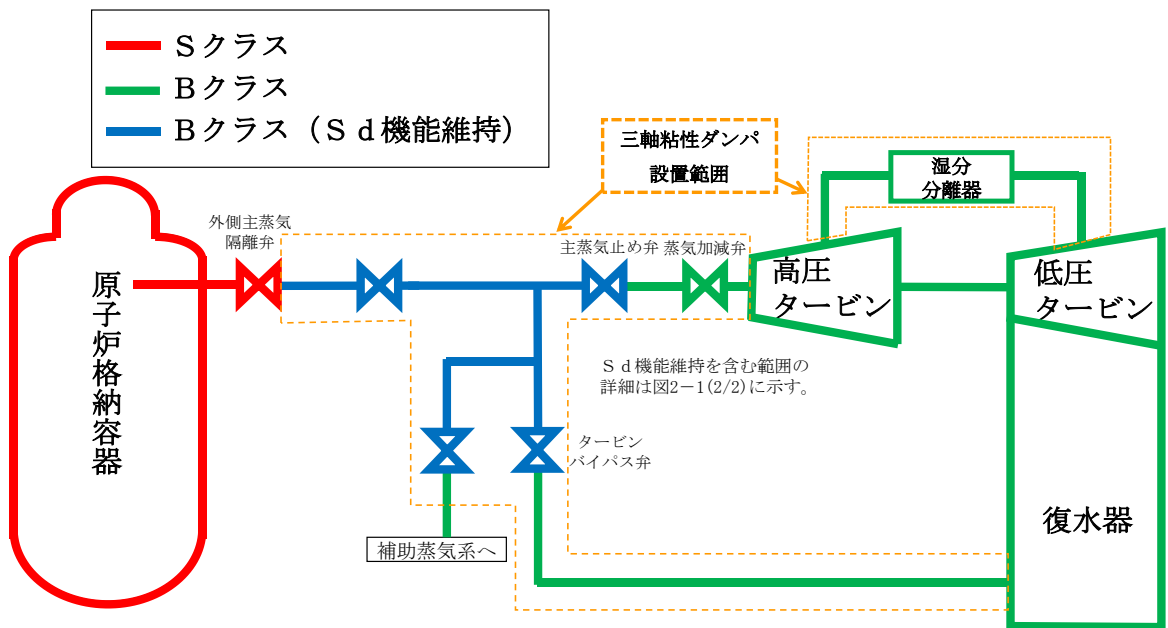 Sクラス
Bクラス
Bクラス（Sd機能維持）
三軸粘性ダンパ
設置範囲
湿分
分離器
外側主蒸気
隔離弁
主蒸気止め弁
蒸気加減弁
高圧
タービン
低圧
タービン
原子炉格納容器
Sd機能維持を含む範囲の
詳細は図2－1(2/2)に示す。
タービン
バイパス弁
復水器
補助蒸気系へ